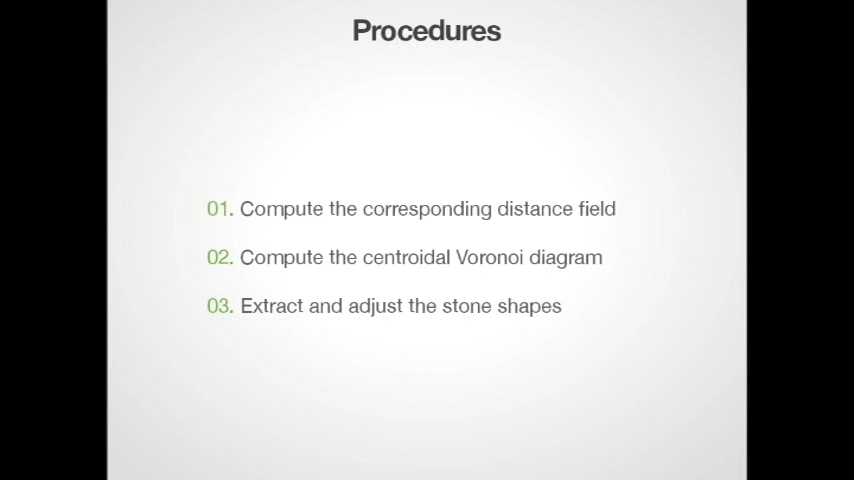 Procedures
01. Compute the corresponding distance field
02. Compute the centroidal Voronoi diagram
03. Extract and adjust the stone shapes